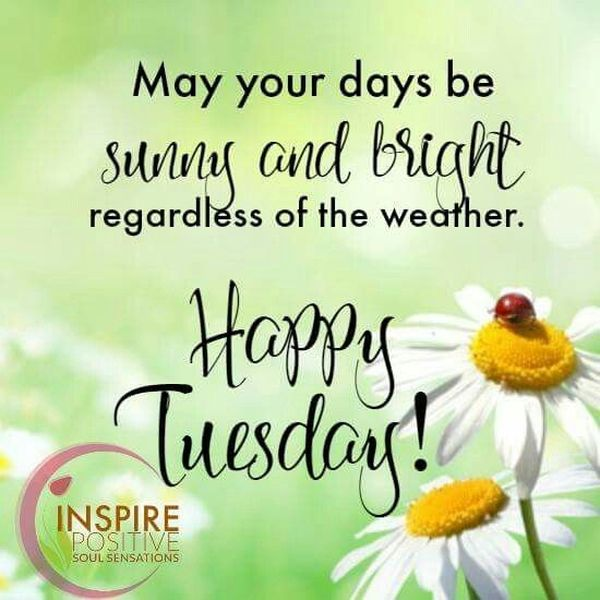 May your days be
sunny and bright
regardless of the weather.
Happy
Tuesday!
INSPIRE
POSITIVE
SOUL SENSATIONS